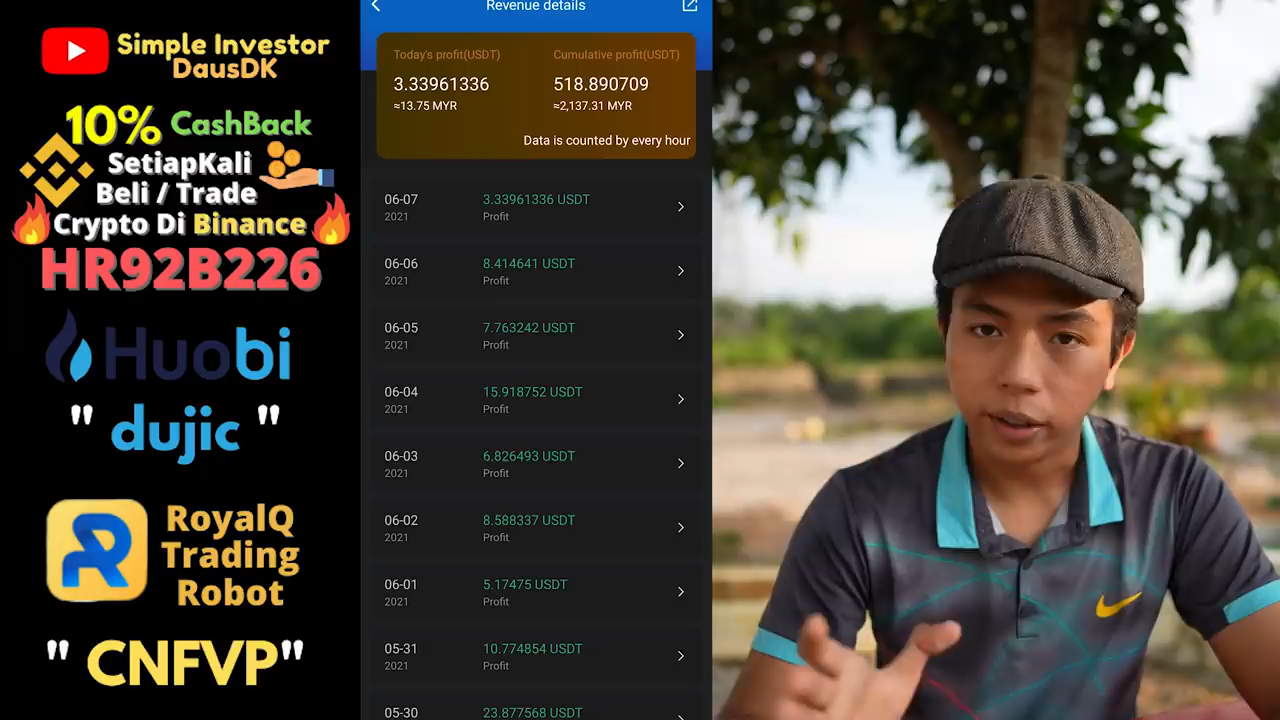 Simple Investor
DausDK
10% CashBack
SetiapKali
Beli / Trade
Crypto Di Binance
HR92B226
Huobi
" dujic "
RoyalQ
Trading
Robot
" CNFVP"
Revenue details
Today's profit(USDT) Cumulative profit(USDT)
3.33961336 518.890709
≈13.75 MYR ≈2,137.31 MYR
Data is counted by every hour
06-07 3.33961336 USDT
2021 Profit
06-06 8.414641 USDT
2021 Profit
06-05 7.763242 USDT
2021 Profit
06-04 15.918752 USDT
2021 Profit
06-03 6.826493 USDT
2021 Profit
06-02 8.588337 USDT
2021 Profit
06-01 5.17475 USDT
2021 Profit
05-31 10.774854 USDT
2021 Profit
05-30 23.877568 USDT